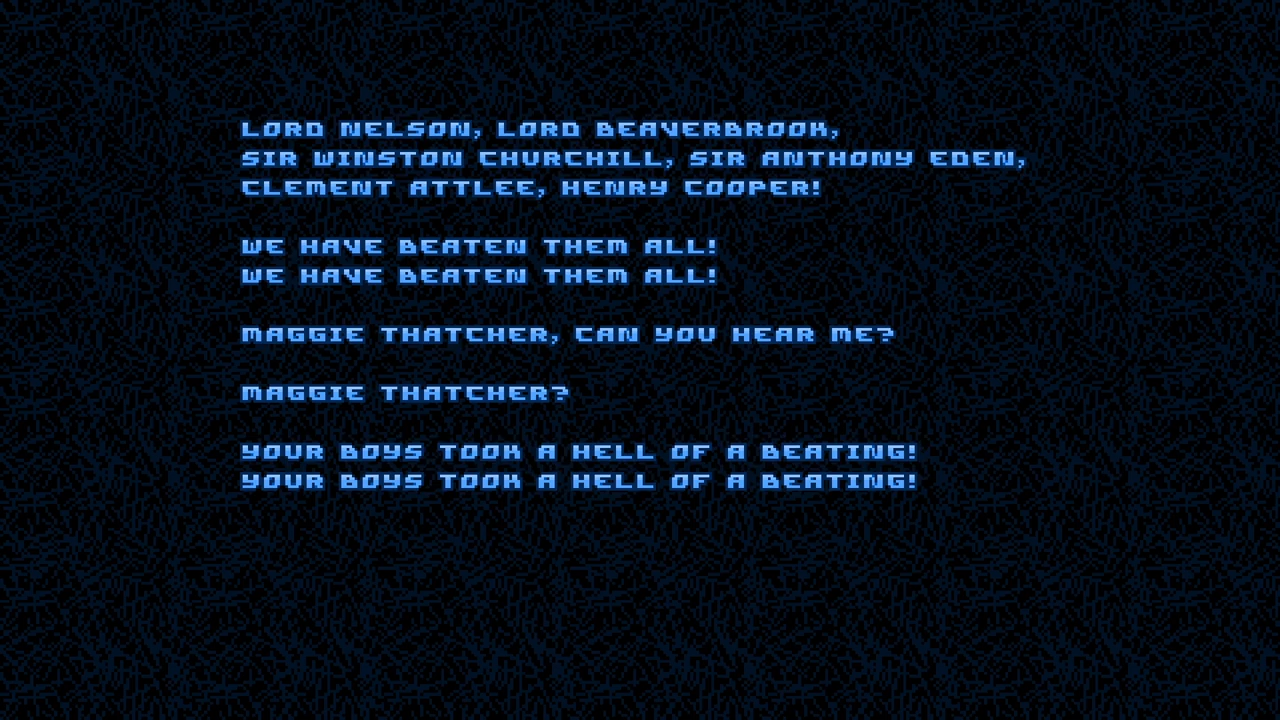 LORD NELSON, LORD BEAVERBROOK,
SIR WINSTON CHURCHILL, SIR ANTHONY EDEN,
CLEMENT ATTLEE, HENRY COOPER!
WE HAVE BEATEN THEM ALL!
WE HAVE BEATEN THEM ALL!
MAGGIE THATCHER, CAN YOU HEAR ME?
MAGGIE THATCHER?
YOUR BOYS TOOK A HELL OF A BEATING!
YOUR BOYS TOOK A HELL OF A BEATING!